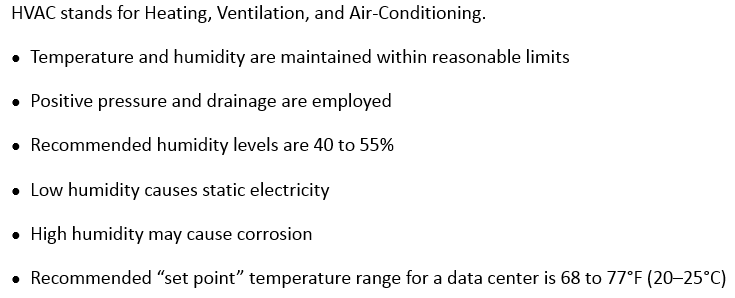 HVAC stands for Heating, Ventilation, and Air-Conditioning.
• Temperature and humidity are maintained within reasonable limits
• Positive pressure and drainage are employed
• Recommended humidity levels are 40 to 55%
• Low humidity causes static electricity
• High humidity may cause corrosion
• Recommended “set point” temperature range for a data center is 68 to 77°F (20–25°C)